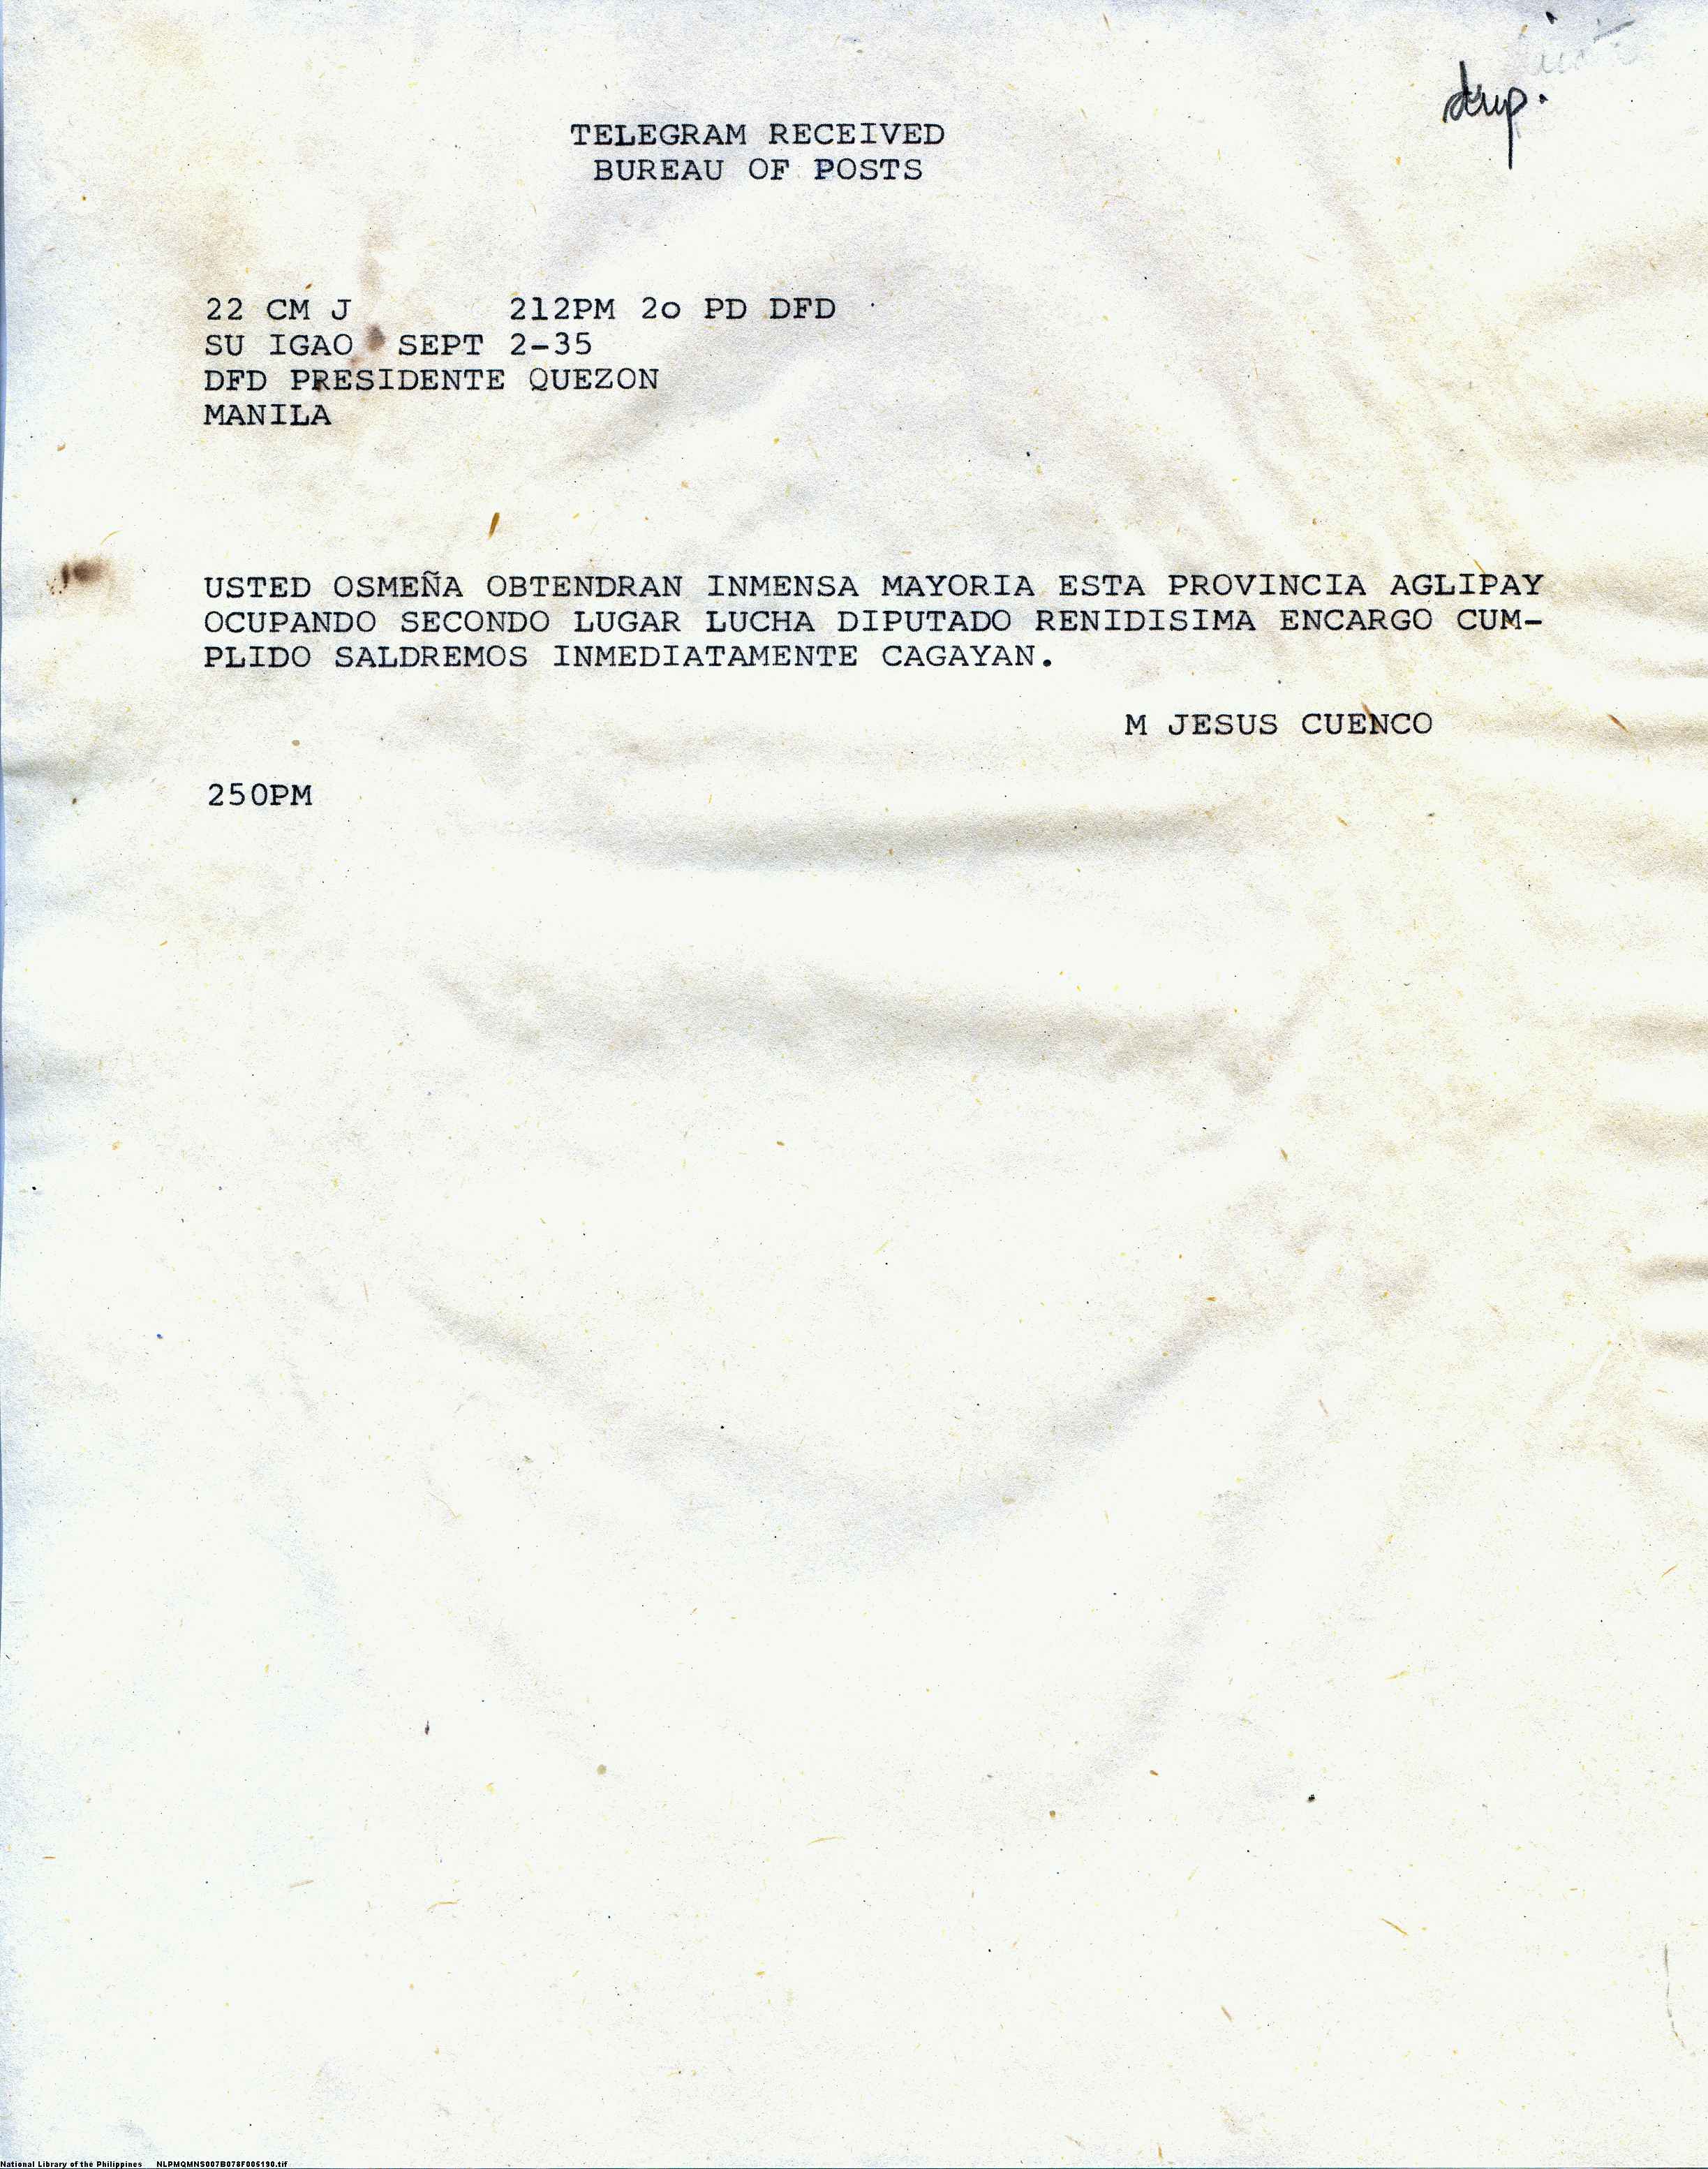 dup.
TELEGRAM RECEIVED
BUREAU OF POSTS
22 CM J 212PM 2o PD DFD
SU IGAO SEPT 2-35
DFD PRESIDENTE QUEZON
MANILA
USTED OSMEÑA OBTENDRAN INMENSA MAYORIA ESTA PROVINCIA AGLIPAY
OCUPANDO SECONDO LUGAR LUCHA DIPUTADO RENIDISIMA ENCARGO CUM-
PLIDO SALDREMOS INMEDIATAMENTE CAGAYAN.
M JESUS CUENCO
250PM
National Library of the Philippines NLPMQMNS007B078F006190.tif